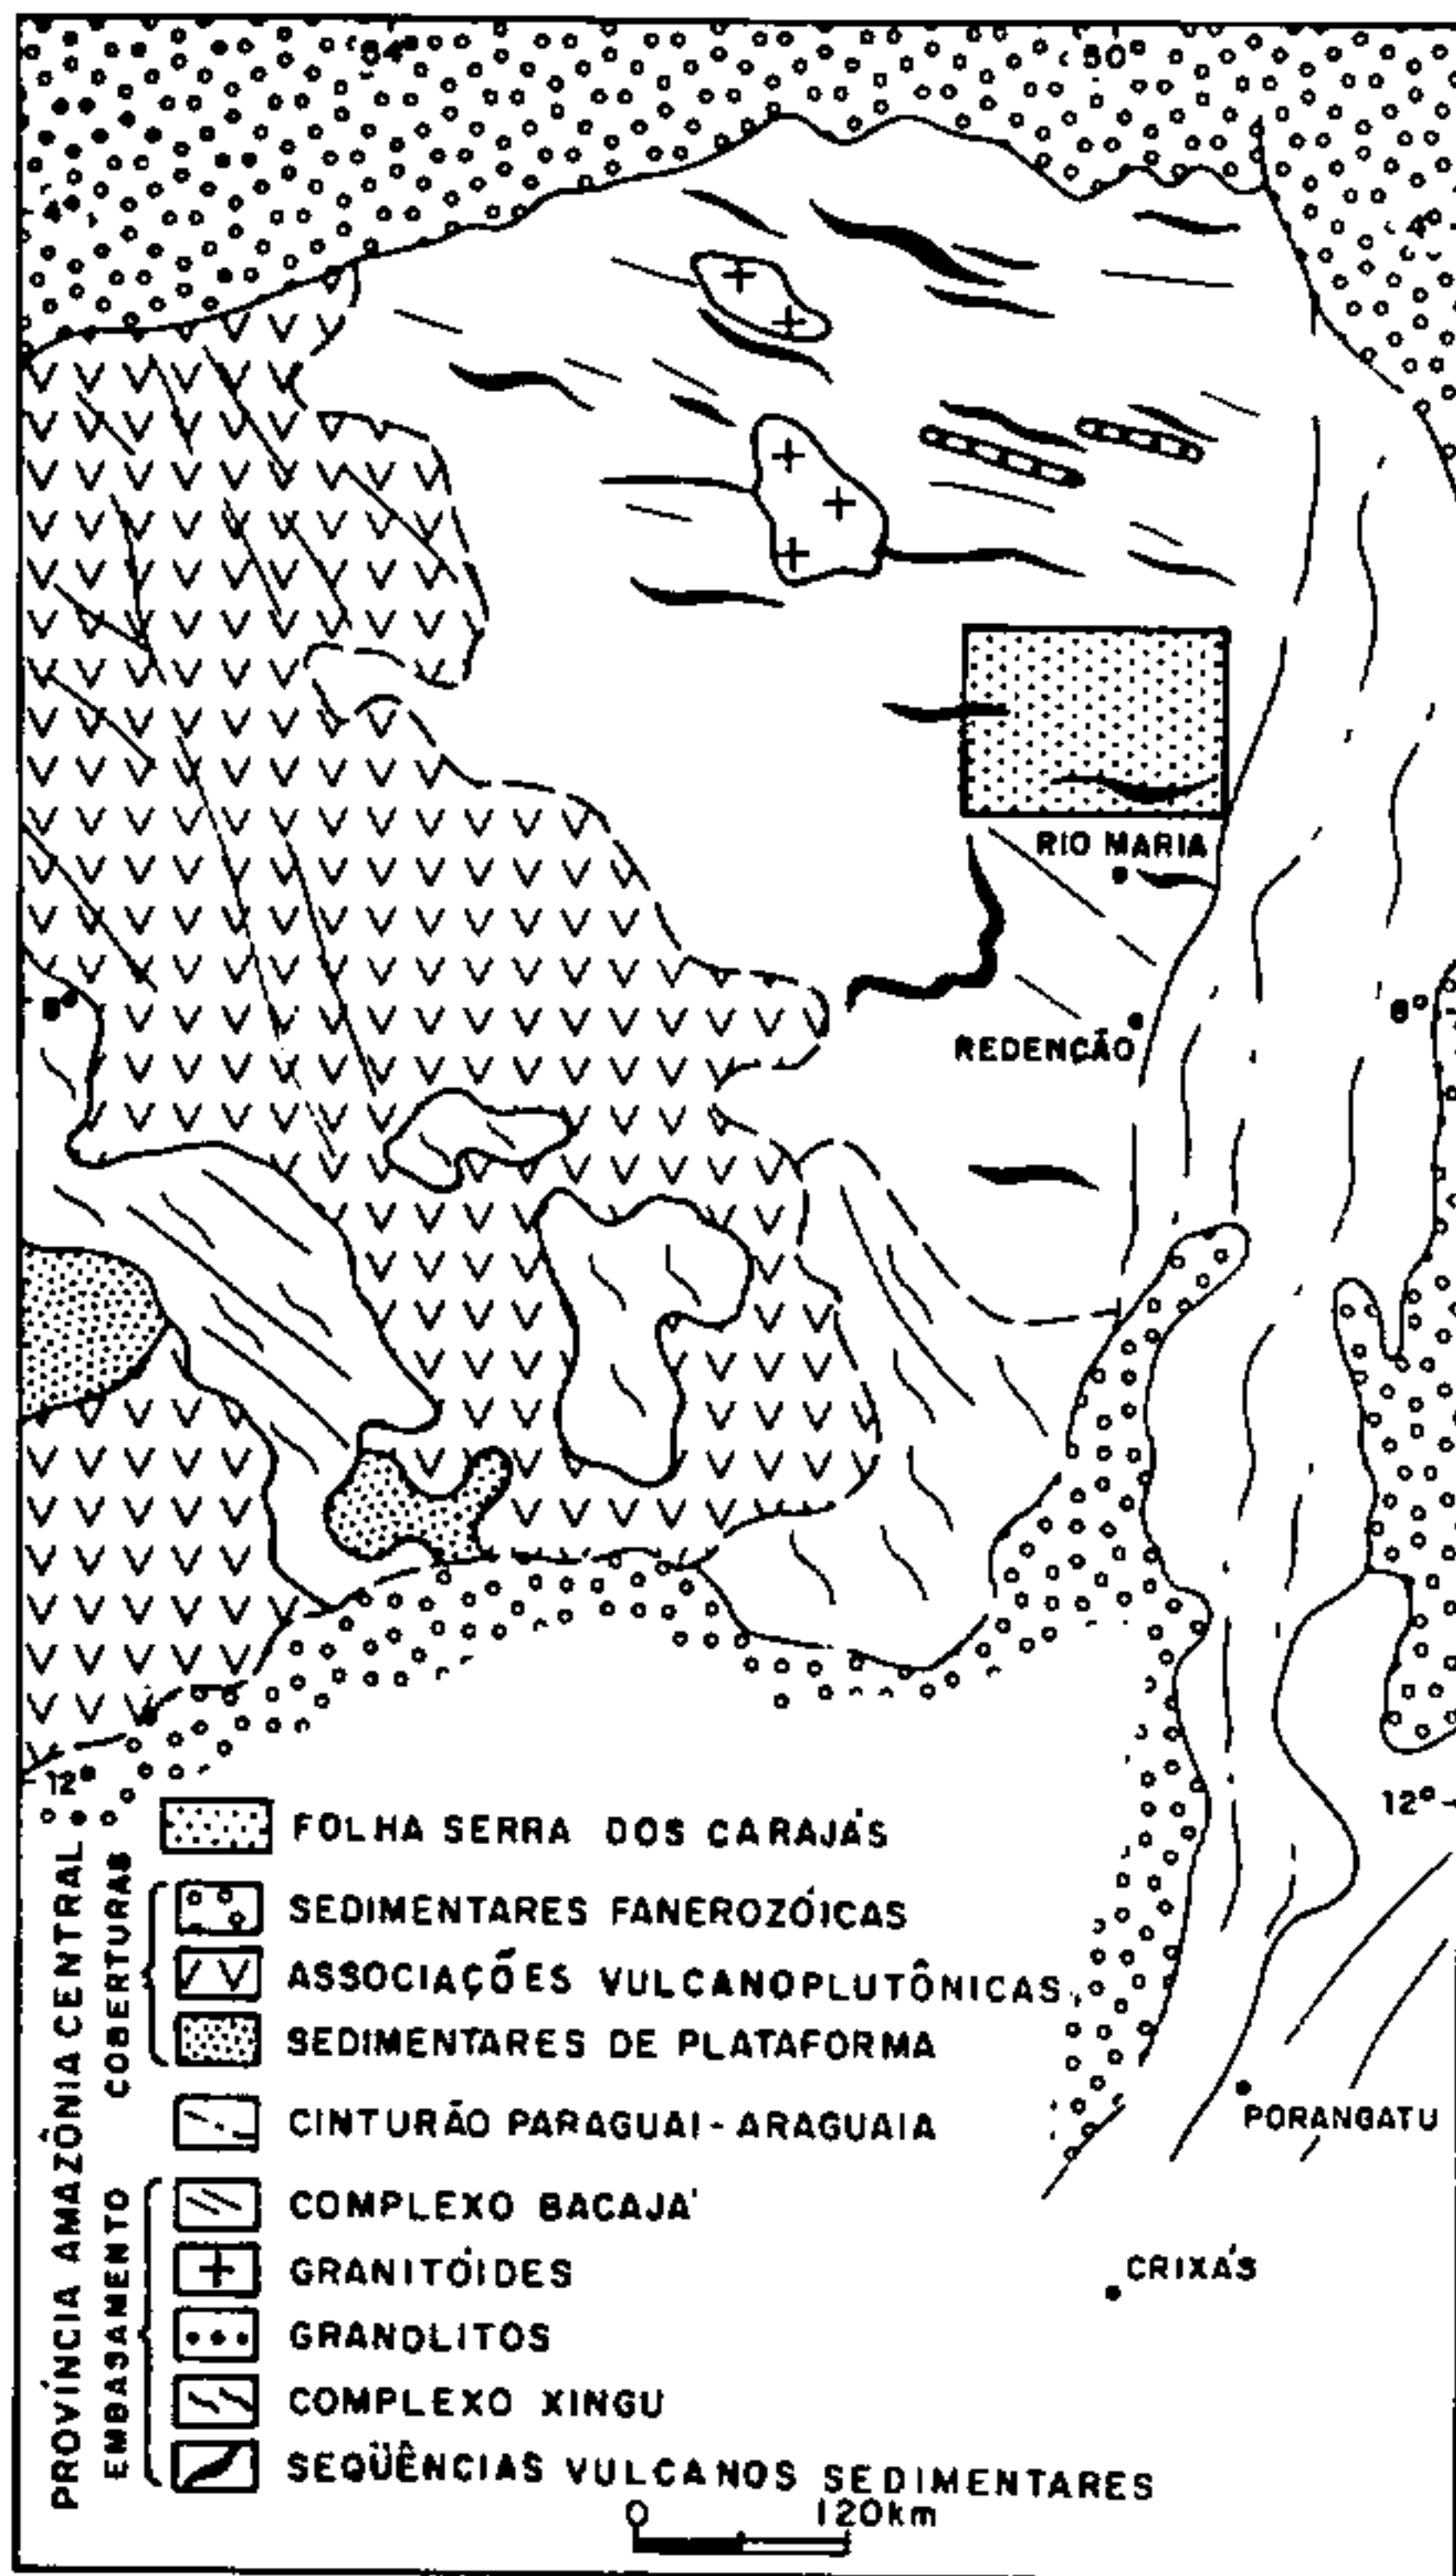 54°
50°
4°
4°
RIO MARIA
8°
8°
REDENÇÃO
12°
12°
FOLHA SERRA DOS CARAJÁS
SEDIMENTARES FANEROZÓICAS
ASSOCIAÇÕES VULCANOPLUTÔNICAS
SEDIMENTARES DE PLATAFORMA
CINTURÃO PARAGUAI-ARAGUAIA
COMPLEXO BACAJÁ
GRANITÓIDES
GRANOLITOS
COMPLEXO XINGU
SEQÜÊNCIAS VULCANOS SEDIMENTARES
PROVÍNCIA AMAZÔNIA CENTRAL
COBERTURAS
EMBASAMENTO
PORANGATU
CRIXÁS
0 120km